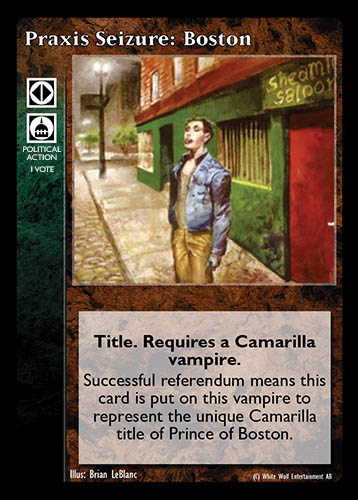 Praxis Seizure: Boston
POLITICAL
ACTION
1 VOTE
saloon
Title. Requires a Camarilla
vampire.
Successful referendum means this
card is put on this vampire to
represent the unique Camarilla
title of Prince of Boston.
Illus: Brian LeBlanc
(C) White Wolf Entertainment AB